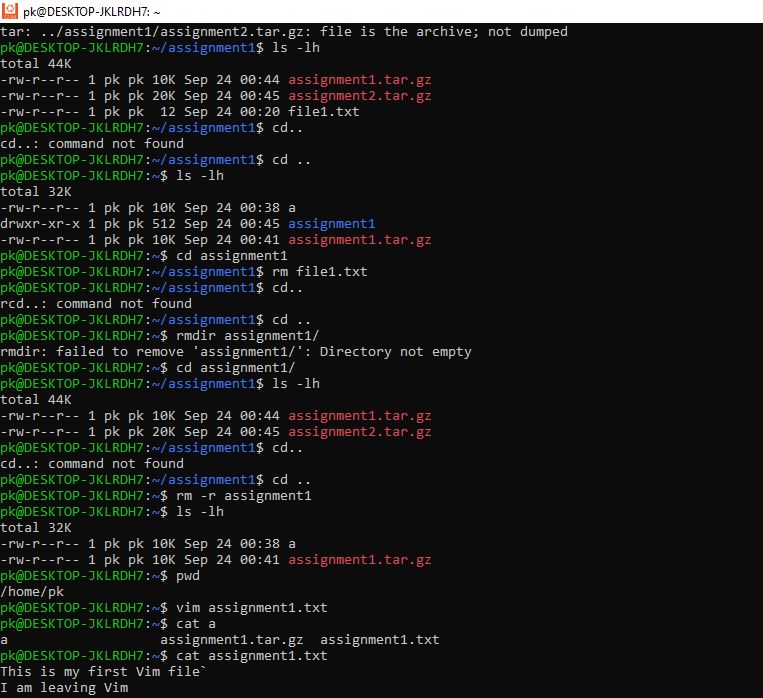 pk@DESKTOP-JKLRDH7: ~
tar: ../assignment1/assignment2.tar.gz: file is the archive; not dumped
pk@DESKTOP-JKLRDH7:~/assignment1$ ls -lh
total 44K
-rw-r--r-- 1 pk pk 10K Sep 24 00:44 assignment1.tar.gz
-rw-r--r-- 1 pk pk 20K Sep 24 00:45 assignment2.tar.gz
-rw-r--r-- 1 pk pk  12 Sep 24 00:20 file1.txt
pk@DESKTOP-JKLRDH7:~/assignment1$ cd..
cd..: command not found
pk@DESKTOP-JKLRDH7:~/assignment1$ cd ..
pk@DESKTOP-JKLRDH7:~$ ls -lh
total 32K
-rw-r--r-- 1 pk pk 10K Sep 24 00:38 a
drwxr-xr-x 1 pk pk 512 Sep 24 00:45 assignment1
-rw-r--r-- 1 pk pk 10K Sep 24 00:41 assignment1.tar.gz
pk@DESKTOP-JKLRDH7:~$ cd assignment1
pk@DESKTOP-JKLRDH7:~/assignment1$ rm file1.txt
pk@DESKTOP-JKLRDH7:~/assignment1$ cd..
rcd..: command not found
pk@DESKTOP-JKLRDH7:~/assignment1$ cd ..
pk@DESKTOP-JKLRDH7:~$ rmdir assignment1/
rmdir: failed to remove 'assignment1/': Directory not empty
pk@DESKTOP-JKLRDH7:~$ cd assignment1/
pk@DESKTOP-JKLRDH7:~/assignment1$ ls -lh
total 44K
-rw-r--r-- 1 pk pk 10K Sep 24 00:44 assignment1.tar.gz
-rw-r--r-- 1 pk pk 20K Sep 24 00:45 assignment2.tar.gz
pk@DESKTOP-JKLRDH7:~/assignment1$ cd..
cd..: command not found
pk@DESKTOP-JKLRDH7:~/assignment1$ cd ..
pk@DESKTOP-JKLRDH7:~$ rm -r assignment1
pk@DESKTOP-JKLRDH7:~$ ls -lh
total 32K
-rw-r--r-- 1 pk pk 10K Sep 24 00:38 a
-rw-r--r-- 1 pk pk 10K Sep 24 00:41 assignment1.tar.gz
pk@DESKTOP-JKLRDH7:~$ pwd
/home/pk
pk@DESKTOP-JKLRDH7:~$ vim assignment1.txt
pk@DESKTOP-JKLRDH7:~$ cat a
a                   assignment1.tar.gz  assignment1.txt
pk@DESKTOP-JKLRDH7:~$ cat assignment1.txt
This is my first Vim file`
I am leaving Vim